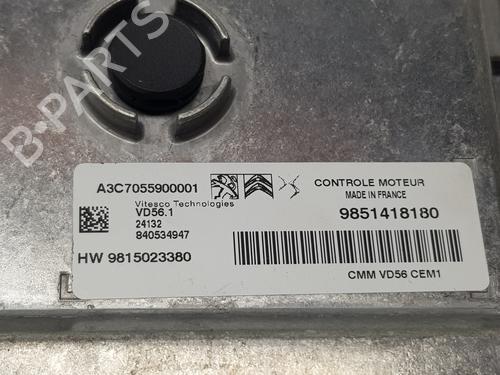 B-PARTS
A3C7055900001
Vitesco Technologies
VD56.1
24132
840534947
HW 9815023380
CONTROLE MOTEUR
MADE IN FRANCE
9851418180
CMM VD56 CEM1